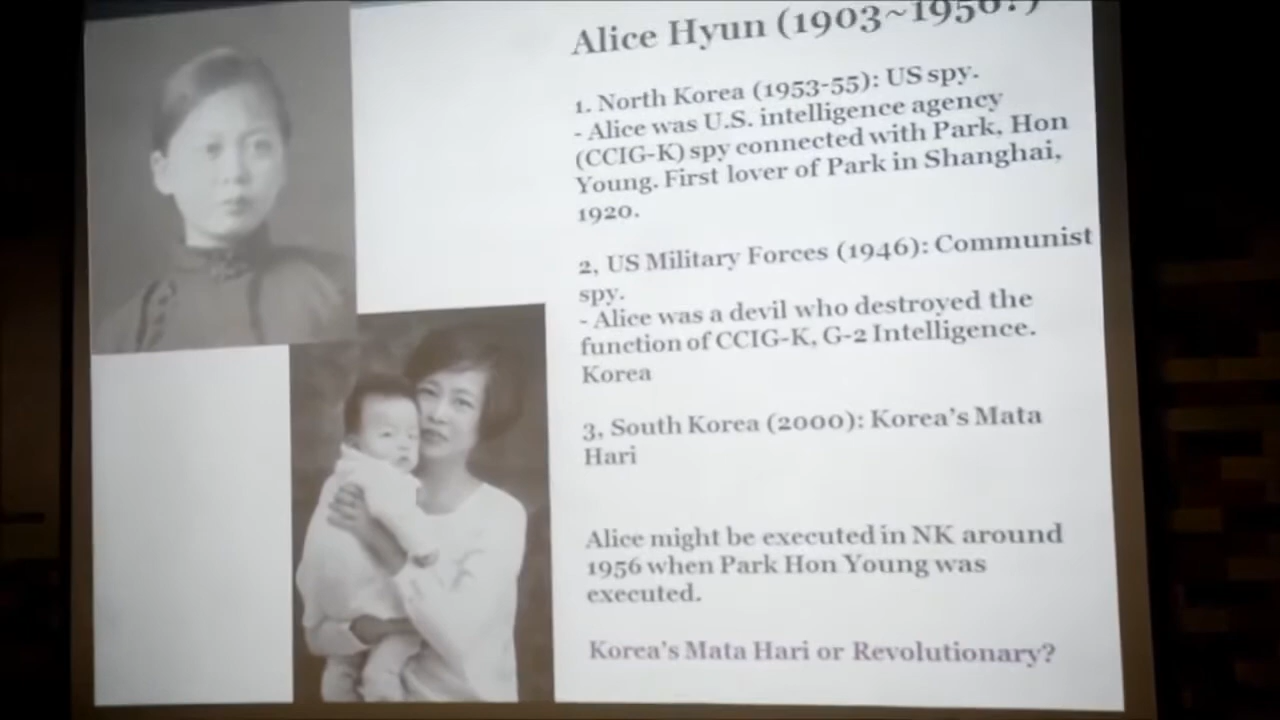 Alice Hyun (1903~1956?)
1. North Korea (1953-55): US spy.
- Alice was U.S. intelligence agency
(CCIG-K) spy connected with Park, Hon
Young. First lover of Park in Shanghai,
1920.
2, US Military Forces (1946): Communist
spy.
- Alice was a devil who destroyed the
function of CCIG-K, G-2 Intelligence.
Korea
3, South Korea (2000): Korea's Mata
Hari
Alice might be executed in NK around
1956 when Park Hon Young was
executed.
Korea's Mata Hari or Revolutionary?